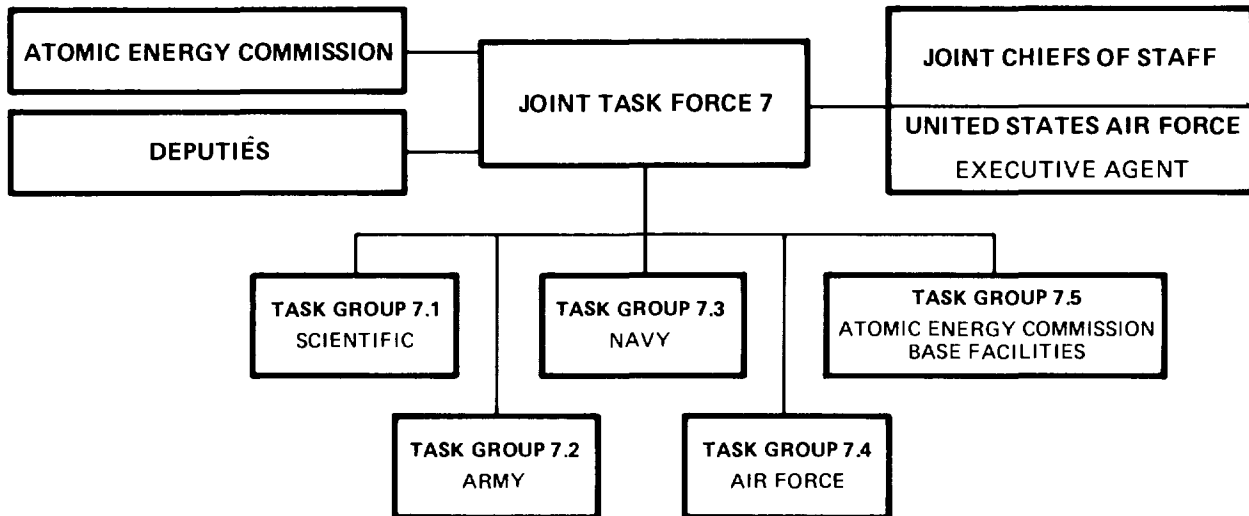 ATOMIC ENERGY COMMISSION
DEPUTIES
JOINT TASK FORCE 7
JOINT CHIEFS OF STAFF
UNITED STATES AIR FORCE
EXECUTIVE AGENT
TASK GROUP 7.1
SCIENTIFIC
TASK GROUP 7.3
NAVY
TASK GROUP 7.5
ATOMIC ENERGY COMMISSION
BASE FACILITIES
TASK GROUP 7.2
ARMY
TASK GROUP 7.4
AIR FORCE